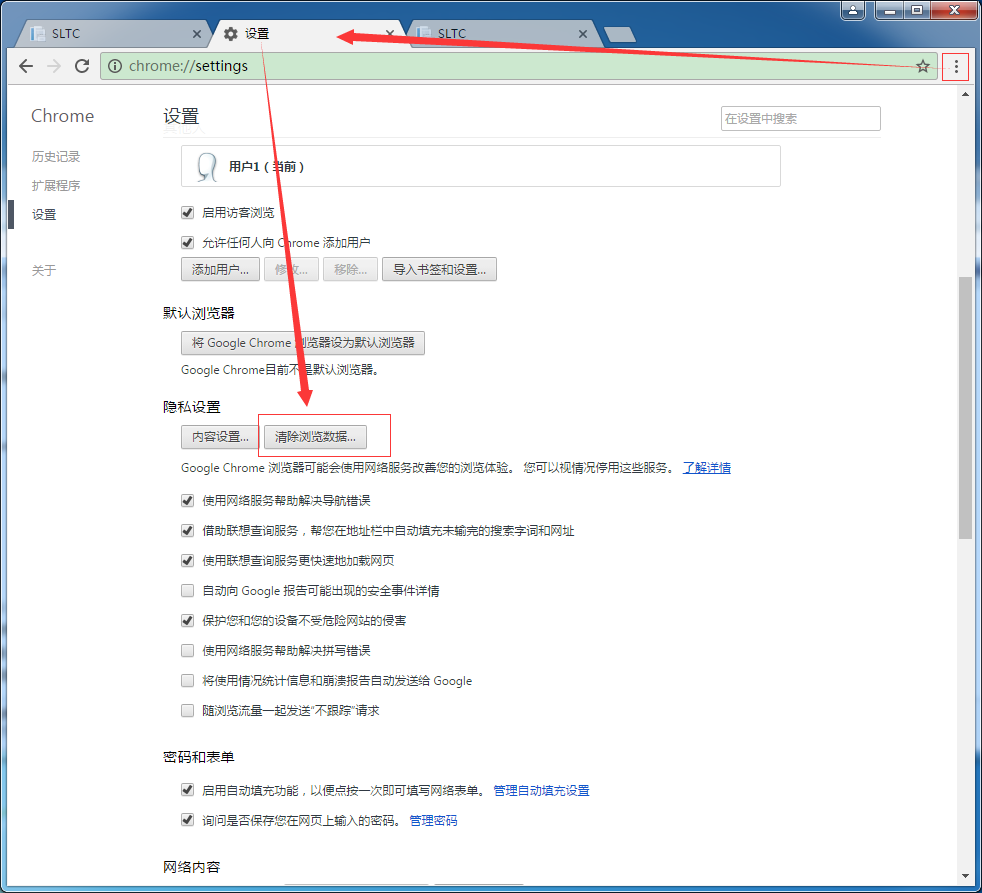 SLTC
设置
SLTC
chrome://settings
Chrome
设置
在设置中搜索
历史记录
扩展程序
设置
关于
用户1 ( 当前 )
启用访客浏览
允许任何人向 Chrome 添加用户
添加用户... 修改... 移除... 导入书签和设置...
默认浏览器
将 Google Chrome 浏览器设为默认浏览器
Google Chrome目前不是默认浏览器。
隐私设置
内容设置... 清除浏览数据...
Google Chrome 浏览器可能会使用网络服务改善您的浏览体验。 您可以视情况停用这些服务。 了解详情
使用网络服务帮助解决导航错误
借助联想查询服务，帮您在地址栏中自动填充未输完的搜索字词和网址
使用联想查询服务更快速地加载网页
自动向 Google 报告可能出现的安全事件详情
保护您和您的设备不受危险网站的侵害
使用网络服务帮助解决拼写错误
将使用情况统计信息和崩溃报告自动发送给 Google
随浏览流量一起发送“不跟踪”请求
密码和表单
启用自动填充功能，以便点按一次即可填写网络表单。 管理自动填充设置
询问是否保存您在网页上输入的密码。 管理密码
网络内容